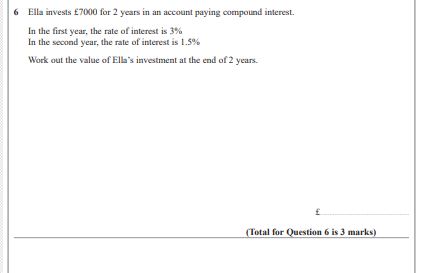 6 Ella invests £7000 for 2 years in an account paying compound interest.
In the first year, the rate of interest is 3%
In the second year, the rate of interest is 1.5%
Work out the value of Ella's investment at the end of 2 years.
£
(Total for Question 6 is 3 marks)